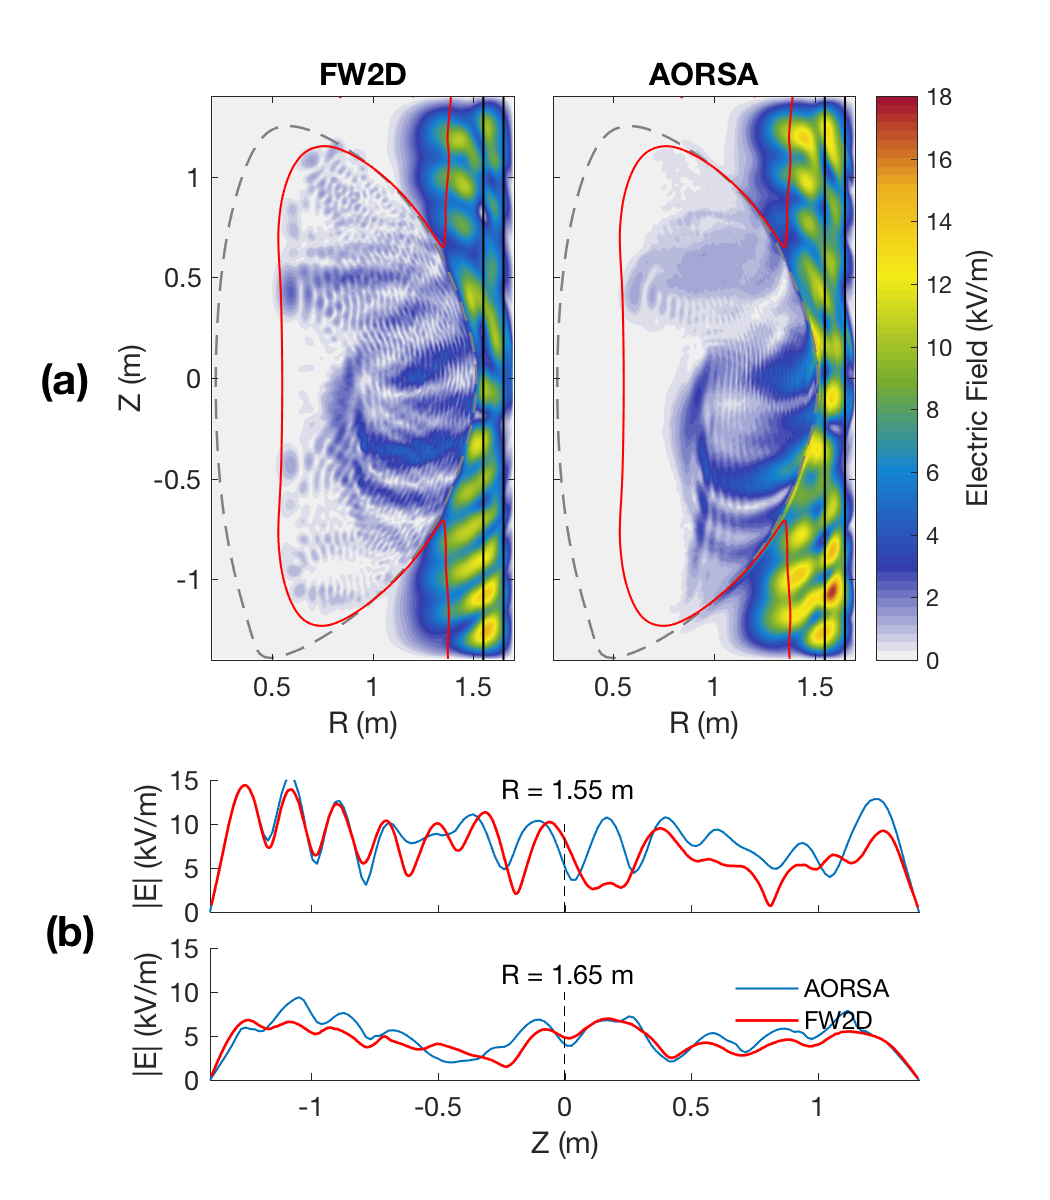 FW2D
AORSA
(a)
Z (m)
1
0.5
0
-0.5
-1
0.5
1
1.5
R (m)
0.5
1
1.5
R (m)
18
16
14
12
10
8
6
4
2
0
Electric Field (kV/m)
(b)
|E| (kV/m)
15
10
5
0
R = 1.55 m
|E| (kV/m)
15
10
5
0
R = 1.65 m
AORSA
FW2D
-1
-0.5
0
0.5
1
Z (m)